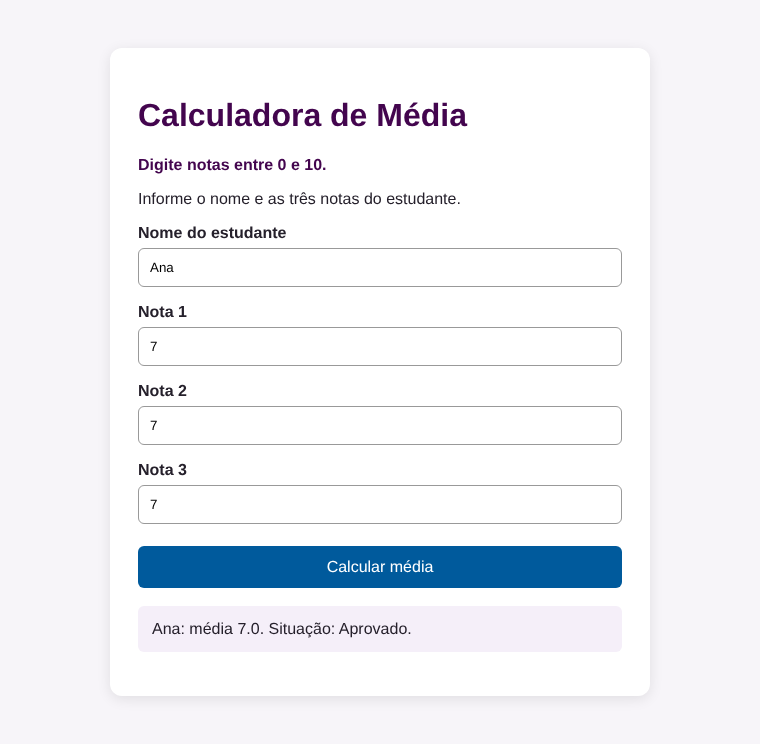 Calculadora de Média
Digite notas entre 0 e 10.
Informe o nome e as três notas do estudante.
Nome do estudante
Ana
Nota 1
7
Nota 2
7
Nota 3
7
Calcular média
Ana: média 7.0. Situação: Aprovado.